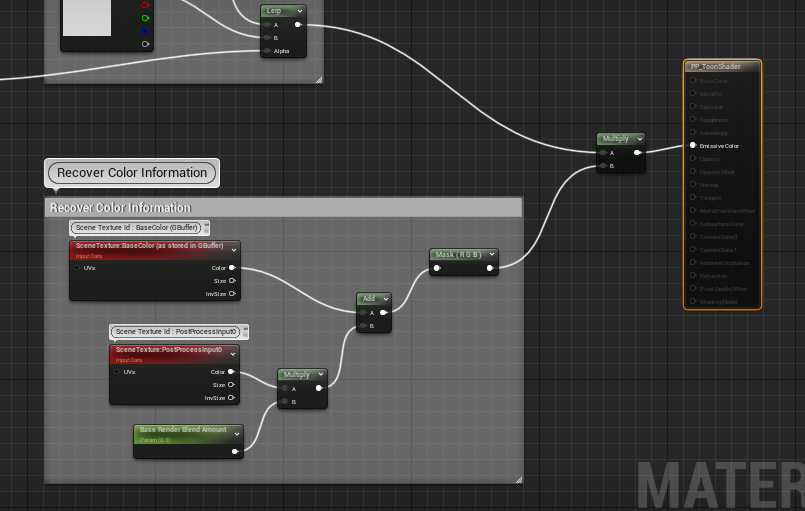 Lerp
A
B
Alpha
PP_ToonShader
Base Color
Metallic
Specular
Roughness
Anisotropy
Emissive Color
Opacity
Opacity Mask
Normal
Tangent
World Position Offset
Subsurface Color
Custom Data 0
Custom Data 1
Ambient Occlusion
Refraction
Pixel Depth Offset
Shading Model
Multiply
A
B
Recover Color Information
Recover Color Information
Scene Texture Id : BaseColor (GBuffer)
SceneTexture:BaseColor (as stored in GBuffer)
Input Data
UVs
Color
Size
InvSize
Mask ( R G B )
Add
A
B
Scene Texture Id : PostProcessInput0
SceneTexture:PostProcessInput0
Input Data
UVs
Color
Size
InvSize
Multiply
A
B
Base Render Blend Amount
Param (0.5)
MATER